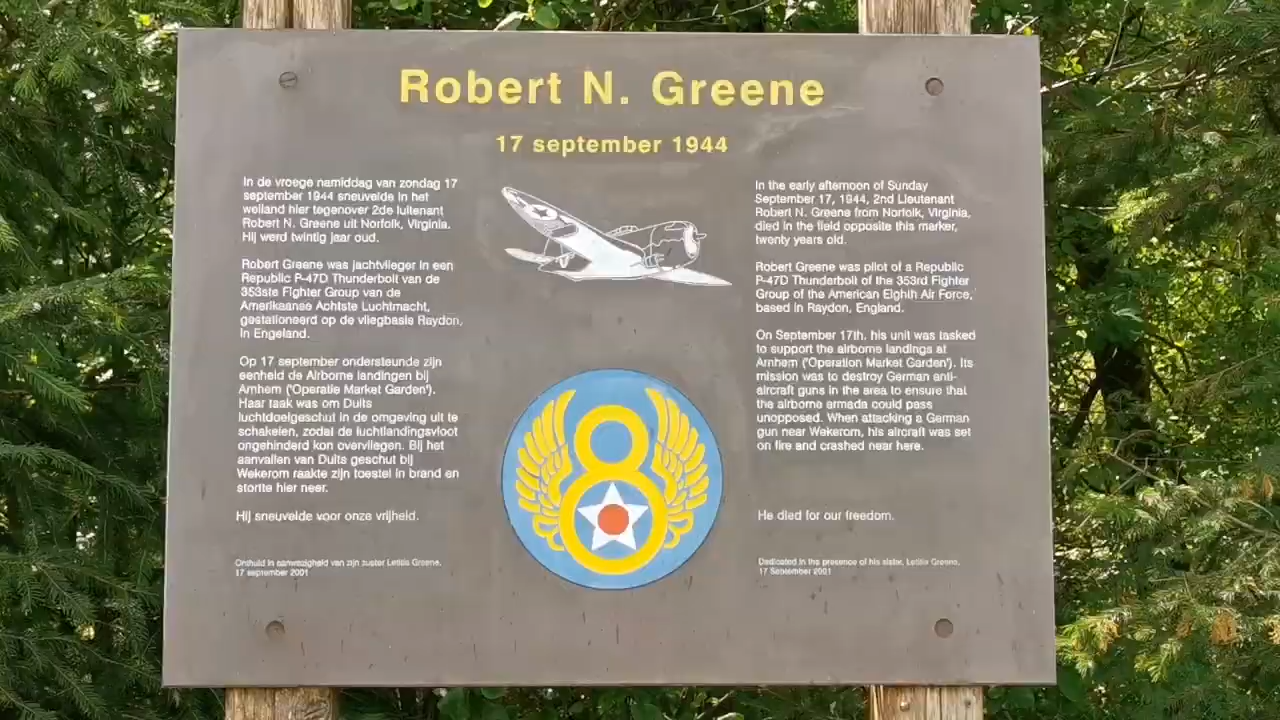 Robert N. Greene
17 september 1944
In de vroege namiddag van zondag 17
september 1944 sneuvelde in het
weiland hier tegenover 2de luitenant
Robert N. Greene uit Norfolk, Virginia.
Hij werd twintig jaar oud.
Robert Greene was jachtvlieger in een
Republic P-47D Thunderbolt van de
353ste Fighter Group van de
Amerikaanse Achtste Luchtmacht,
gestationeerd op de vliegbasis Raydon,
in Engeland.
Op 17 september ondersteunde zijn
eenheid de Airborne landingen bij
Arnhem ('Operatie Market Garden').
Haar taak was om Duits
luchtdoelgeschut in de omgeving uit te
schakelen, zodat de luchtlandingsvloot
ongehinderd kon overvliegen. Bij het
aanvallen van Duits geschut bij
Wekerom raakte zijn toestel in brand en
stortte hier neer.
Hij sneuvelde voor onze vrijheid.
Onthuld in aanwezigheid van zijn zuster Letitia Greene,
17 september 2001
In the early afternoon of Sunday
September 17, 1944, 2nd Lieutenant
Robert N. Greene from Norfolk, Virginia,
died in the field opposite this marker,
twenty years old.
Robert Greene was pilot of a Republic
P-47D Thunderbolt of the 353rd Fighter
Group of the American Eighth Air Force,
based in Raydon, England.
On September 17th, his unit was tasked
to support the airborne landings at
Arnhem ('Operation Market Garden'). Its
mission was to destroy German anti-
aircraft guns in the area to ensure that
the airborne armada could pass
unopposed. When attacking a German
gun near Wekerom, his aircraft was set
on fire and crashed near here.
He died for our freedom.
Dedicated in the presence of his sister, Letitia Greene,
17 September 2001